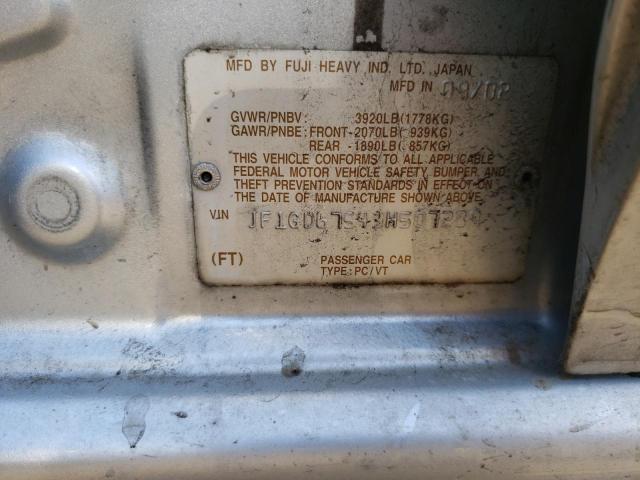 MFD BY FUJI HEAVY IND. LTD. JAPAN
MFD IN 09/02
GVWR/PNBV: 3920LB(1778KG)
GAWR/PNBE: FRONT-2070LB( 939KG)
REAR -1890LB( 857KG)
THIS VEHICLE CONFORMS TO ALL APPLICABLE
FEDERAL MOTOR VEHICLE SAFETY, BUMPER, AND
THEFT PREVENTION STANDARDS IN EFFECT ON
THE DATE OF MANUFACTURE SHOWN ABOVE.
VIN
(FT) PASSENGER CAR
TYPE:PC/VT